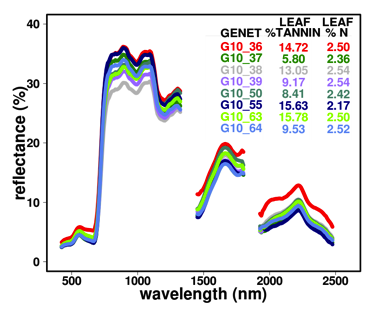 LEAF LEAF
GENET %TANNIN % N
G10_36 14.72 2.50
G10_37 5.80 2.36
G10_38 13.05 2.54
G10_39 9.17 2.54
G10_50 8.41 2.42
G10_55 15.63 2.17
G10_63 15.78 2.50
G10_64 9.53 2.52
40
30
20
10
0
reflectance (%)
500 1000 1500 2000 2500
wavelength (nm)